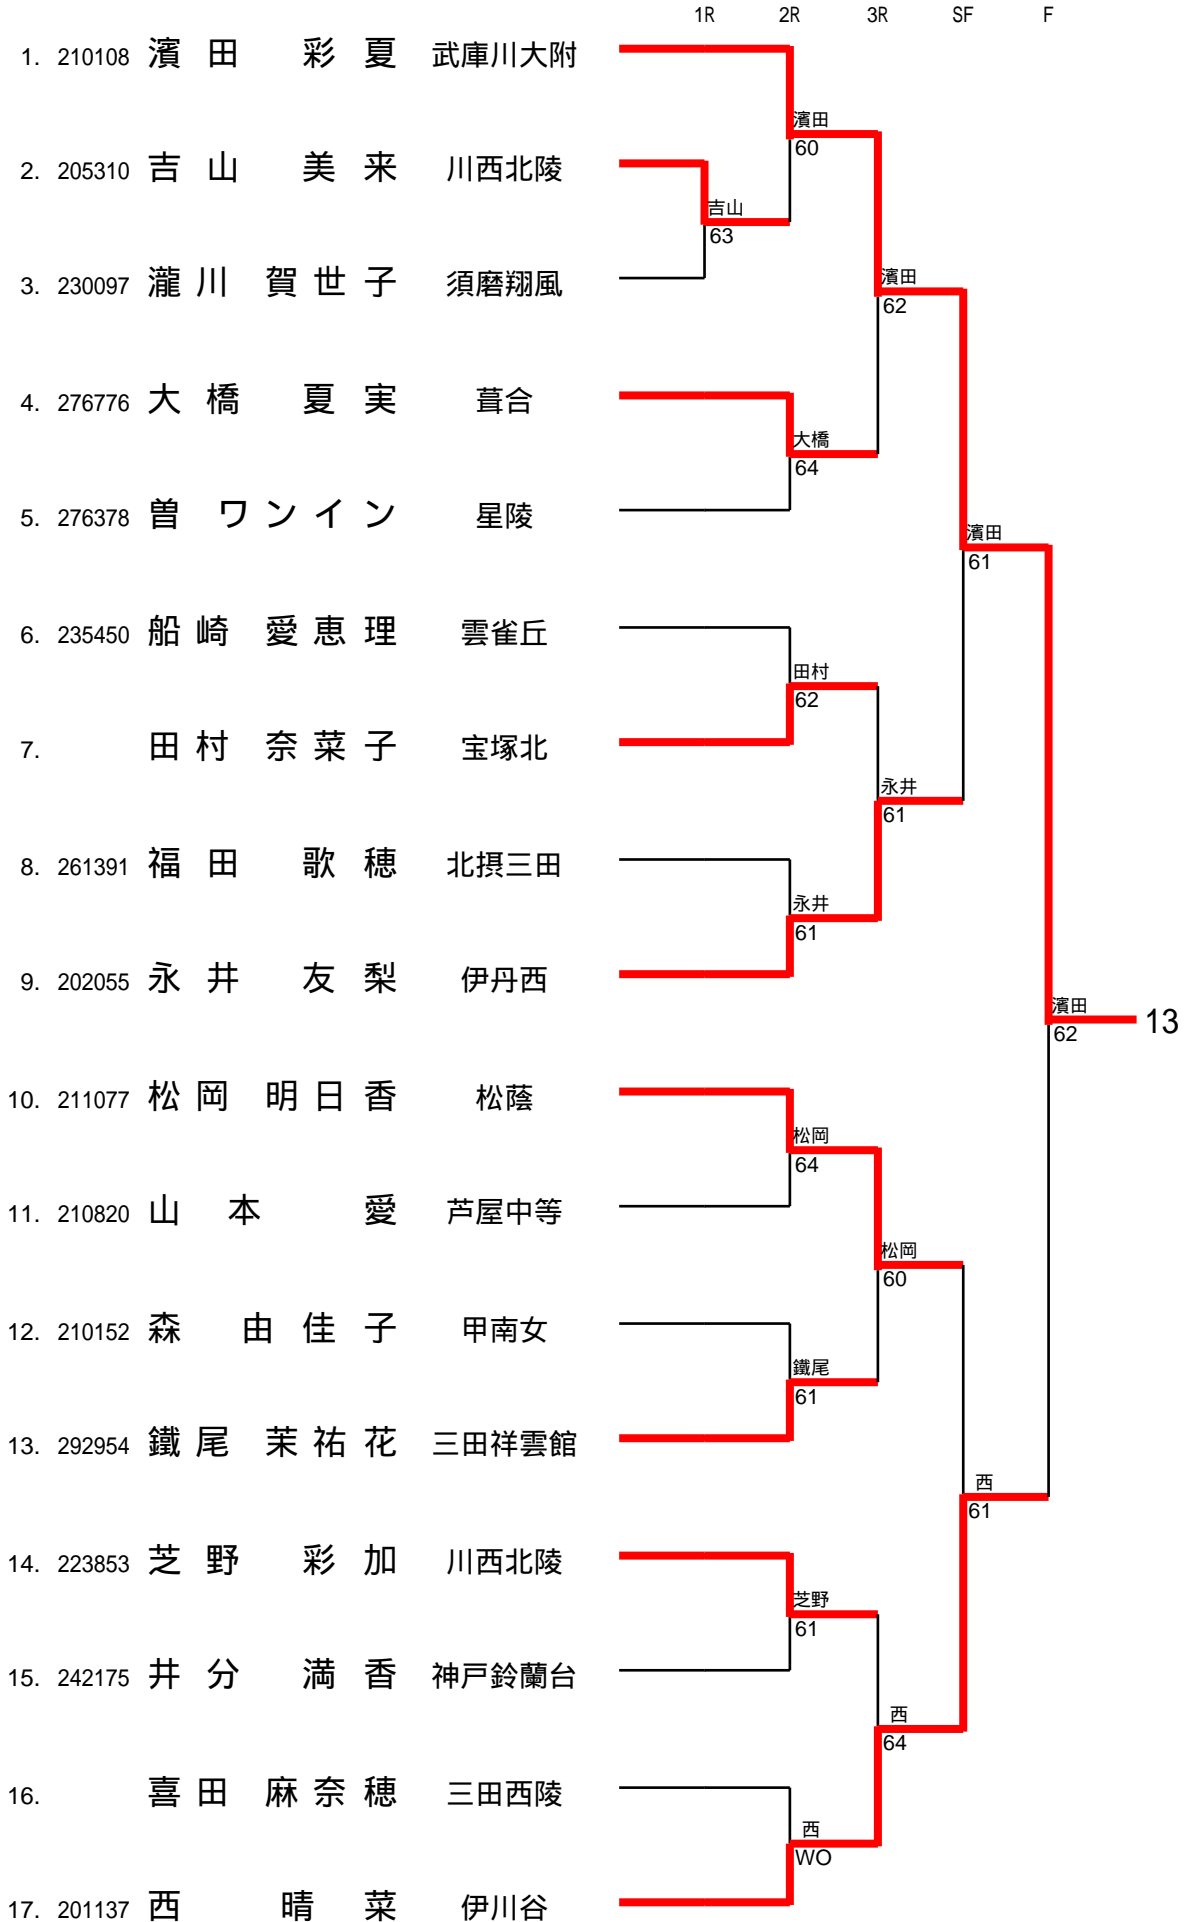 1R 2R 3R SF F
1. 210108 濱田 彩夏 武庫川大附
濱田
60
2. 205310 吉山 美来 川西北陵
吉山
63
3. 230097 瀧川 賀世子 須磨翔風
濱田
62
4. 276776 大橋 夏実 葺合
大橋
64
5. 276378 曽 ワンイン 星陵
濱田
61
6. 235450 船崎 愛恵理 雲雀丘
田村
62
7. 田村 奈菜子 宝塚北
永井
61
8. 261391 福田 歌穂 北摂三田
永井
61
9. 202055 永井 友梨 伊丹西
濱田
62
13
10. 211077 松岡 明日香 松蔭
松岡
64
11. 210820 山本 愛 芦屋中等
松岡
60
12. 210152 森 由佳子 甲南女
鐵尾
61
13. 292954 鐵尾 茉祐花 三田祥雲館
西
61
14. 223853 芝野 彩加 川西北陵
芝野
61
15. 242175 井分 満香 神戸鈴蘭台
西
64
16. 喜田 麻奈穂 三田西陵
西
WO
17. 201137 西 晴菜 伊川谷